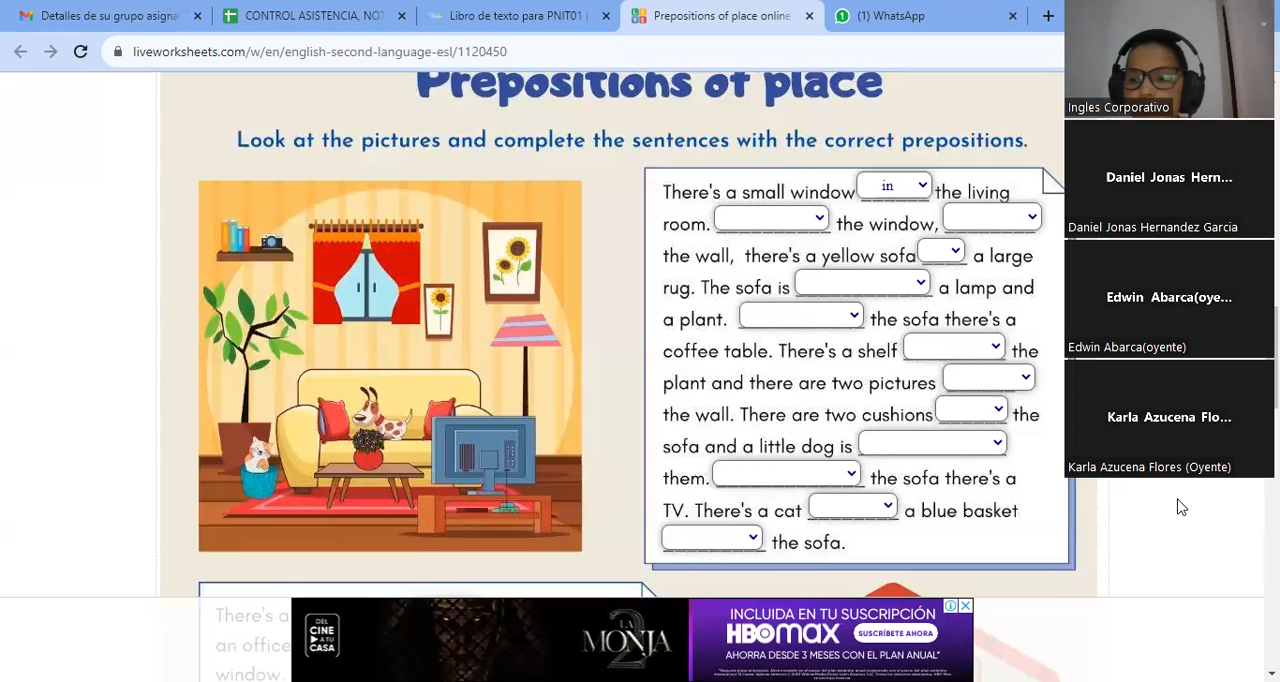 Detalles de su grupo asigna
CONTROL ASISTENCIA, NOT
Libro de texto para PNIT01
Prepositions of place online
(1) WhatsApp
liveworksheets.com/w/en/english-second-language-esl/1120450
Prepositions of place
Look at the pictures and complete the sentences with the correct prepositions.
There's a small window in the living
room. the window,
the wall, there's a yellow sofa a large
rug. The sofa is a lamp and
a plant. the sofa there's a
coffee table. There's a shelf the
plant and there are two pictures
the wall. There are two cushions the
sofa and a little dog is
them. the sofa there's a
TV. There's a cat a blue basket
the sofa.
There's a
an office
window.
Ingles Corporativo
Daniel Jonas Hern...
Daniel Jonas Hernandez Garcia
Edwin Abarca(oye...
Edwin Abarca(oyente)
Karla Azucena Flo...
Karla Azucena Flores (Oyente)
DEL
CINE
A TU
CASA
LA
MONJA
2
INCLUIDA EN TU SUSCRIPCIÓN
HBOMAX
SUSCRÍBETE AHORA
AHORRA DESDE 3 MESES CON EL PLAN ANUAL*